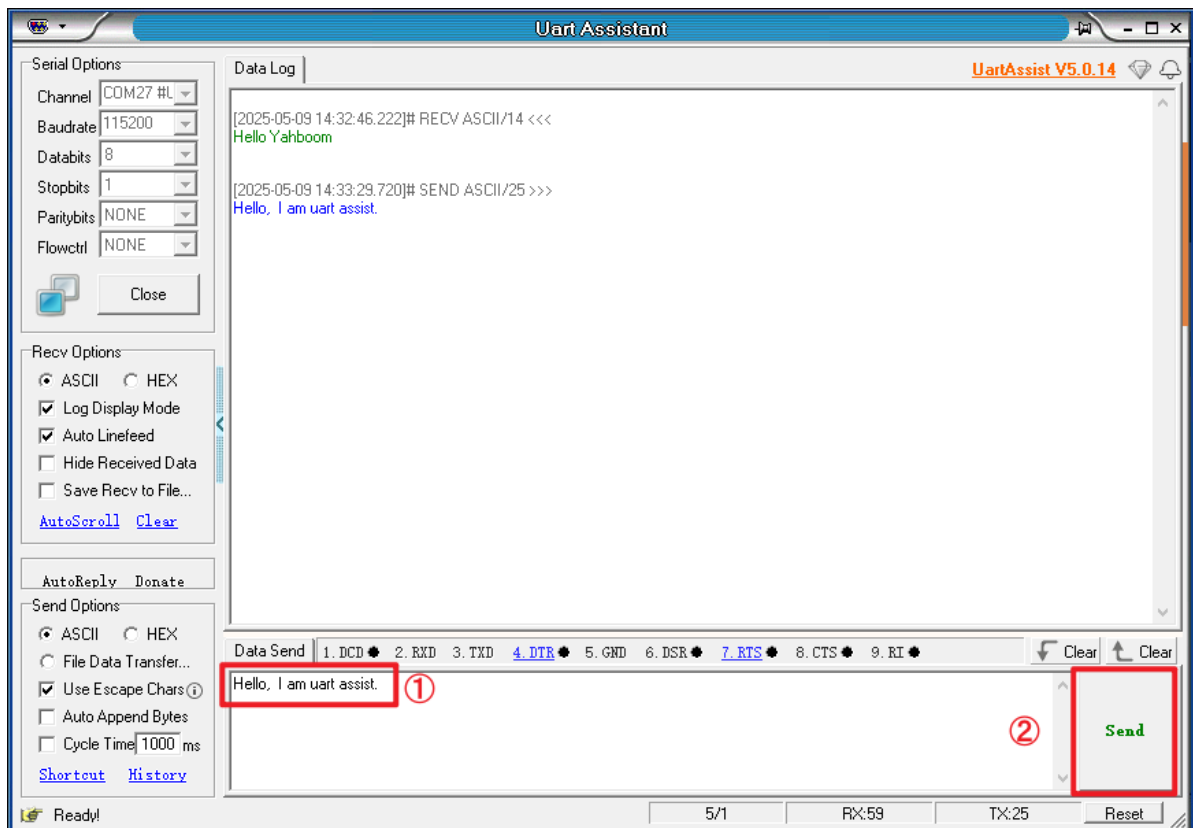 Uart Assistant
Serial Options
Channel COM27 #U
Baudrate 115200
Databits 8
Stopbits 1
Paritybits NONE
Flowctrl NONE
Close
Recv Options
ASCII HEX
Log Display Mode
Auto Linefeed
Hide Received Data
Save Recv to File...
AutoScroll Clear
AutoReply Donate
Send Options
ASCII HEX
File Data Transfer...
Use Escape Chars
Auto Append Bytes
Cycle Time 1000 ms
Shortcut History
Data Log
UartAssist V5.0.14
[2025-05-09 14:32:46.222]# RECV ASCII/14 <<<
Hello Yahboom
[2025-05-09 14:33:29.720]# SEND ASCII/25 >>>
Hello, I am uart assist.
Data Send 1. DCD 2. RXD 3. TXD 4. DTR 5. GND 6. DSR 7. RTS 8. CTS 9. RI Clear Clear
Hello, I am uart assist. ①
② Send
Ready! 5/1 RX:59 TX:25 Reset